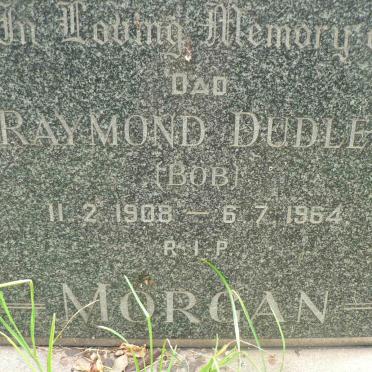 In Loving Memory o
DAD
RAYMOND DUDLE
(BOB)
11.2.1908 — 6.7.1964
R.I.P.
MORGAN